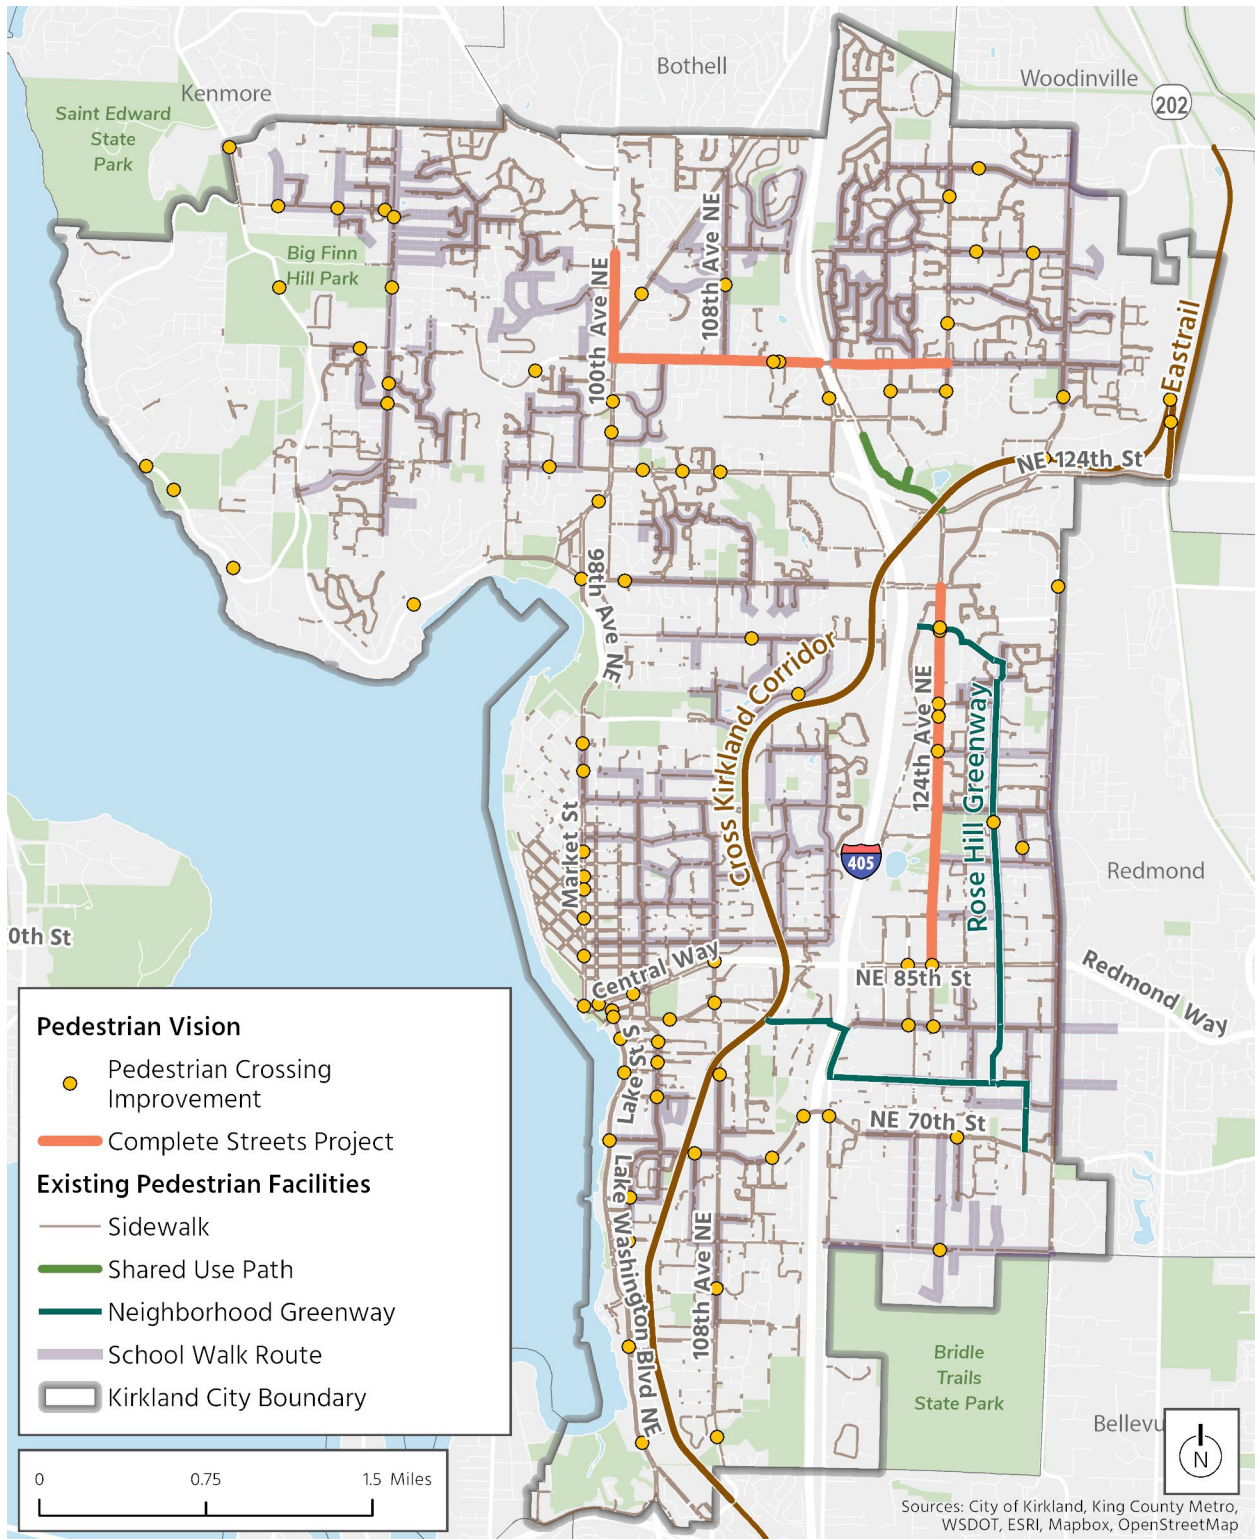 Bothell
Woodinville
Kenmore
202
Saint Edward
State
Park
Big Finn
Hill Park
100th Ave NE
108th Ave NE
Eastrail
NE 124th St
98th Ave NE
Cross Kirkland Corridor
124th Ave NE
Rose Hill Greenway
Market St
405
Redmond
0th St
Central Way
NE 85th St
Redmond Way
Lake St S
NE 70th St
Lake Washington Blvd NE
108th Ave NE
Bridle
Trails
State Park
Bellevu
N
Pedestrian Vision
Pedestrian Crossing
Improvement
Complete Streets Project
Existing Pedestrian Facilities
Sidewalk
Shared Use Path
Neighborhood Greenway
School Walk Route
Kirkland City Boundary
0 0.75 1.5 Miles
Sources: City of Kirkland, King County Metro,
WSDOT, ESRI, Mapbox, OpenStreetMap